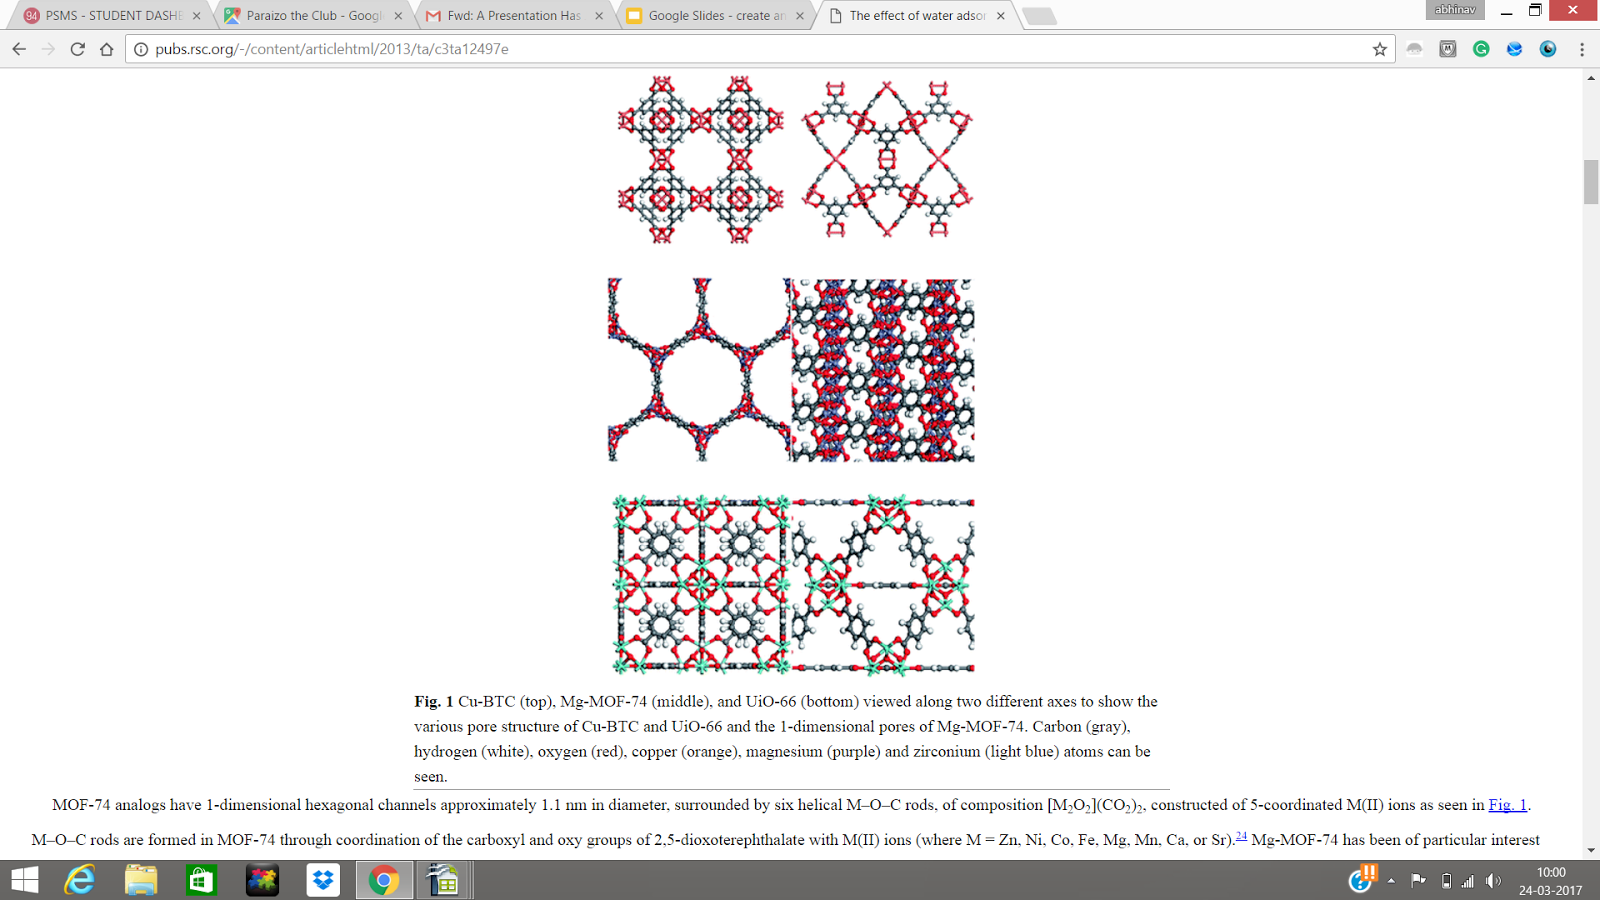 PSMS - STUDENT DASHE
Paraizo the Club - Google
Fwd: A Presentation Has
Google Slides - create an
The effect of water adsor
abhinav
pubs.rsc.org/-/content/articlehtml/2013/ta/c3ta12497e
Fig. 1 Cu-BTC (top), Mg-MOF-74 (middle), and UiO-66 (bottom) viewed along two different axes to show the
various pore structure of Cu-BTC and UiO-66 and the 1-dimensional pores of Mg-MOF-74. Carbon (gray),
hydrogen (white), oxygen (red), copper (orange), magnesium (purple) and zirconium (light blue) atoms can be
seen.
MOF-74 analogs have 1-dimensional hexagonal channels approximately 1.1 nm in diameter, surrounded by six helical M–O–C rods, of composition [M₂O₂](CO₂)₂, constructed of 5-coordinated M(II) ions as seen in Fig. 1.
M–O–C rods are formed in MOF-74 through coordination of the carboxyl and oxy groups of 2,5-dioxoterephthalate with M(II) ions (where M = Zn, Ni, Co, Fe, Mg, Mn, Ca, or Sr).²⁴ Mg-MOF-74 has been of particular interest
10:00
24-03-2017